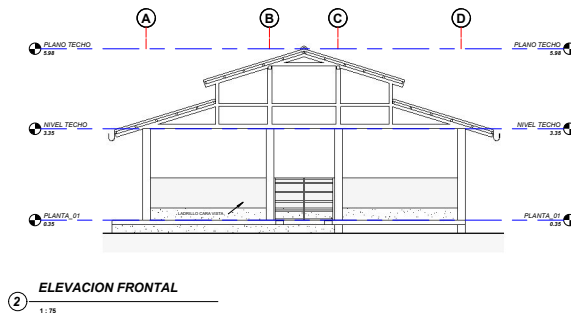 A B C D
PLANO TECHO PLANO TECHO
5.98 5.98
NIVEL TECHO NIVEL TECHO
3.35 3.35
LADRILLO CARA VISTA
PLANTA_01 PLANTA_01
0.35 0.35
ELEVACION FRONTAL
2
1 : 75